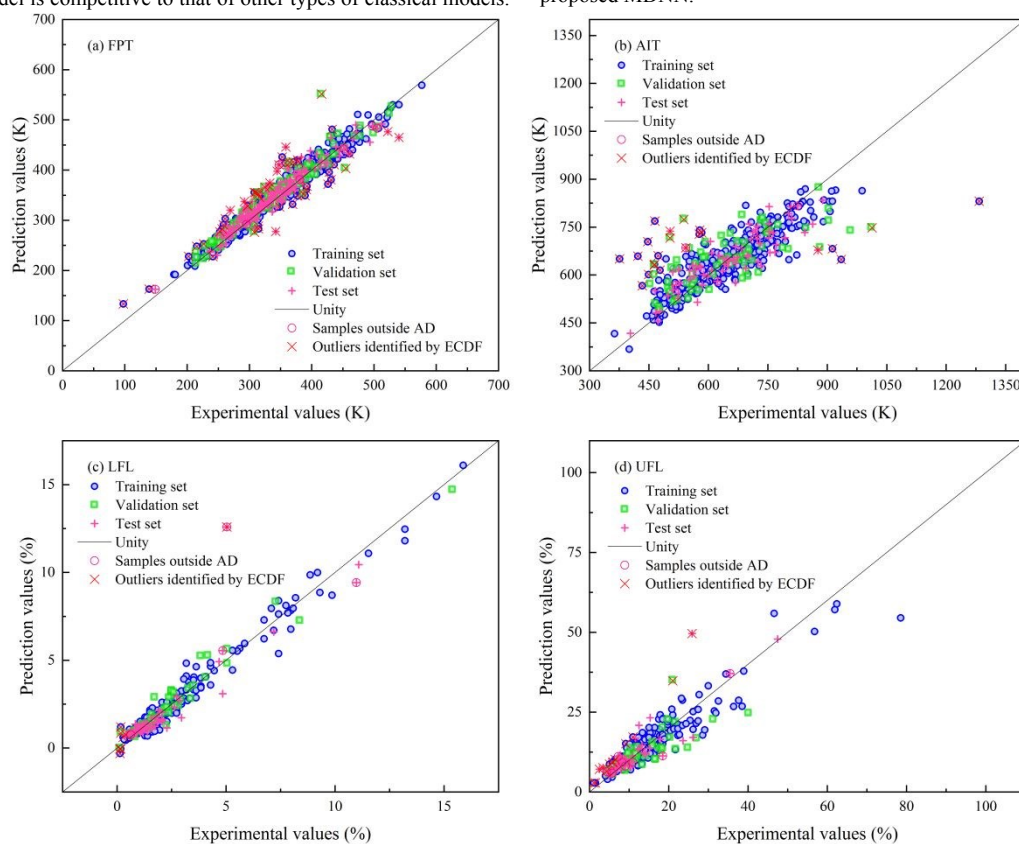 del is competitive to that of other types of classical models.
proposed MDNN.
(a) FPT
Prediction values (K)
700
600
500
400
300
200
100
0
Training set
Validation set
Test set
Unity
Samples outside AD
Outliers identified by ECDF
0 100 200 300 400 500 600 700
Experimental values (K)
(b) AIT
Prediction values (K)
1350
1200
1050
900
750
600
450
300
Training set
Validation set
Test set
Unity
Samples outside AD
Outliers identified by ECDF
300 450 600 750 900 1050 1200 1350
Experimental values (K)
(c) LFL
Prediction values (%)
15
10
5
0
Training set
Validation set
Test set
Unity
Samples outside AD
Outliers identified by ECDF
0 5 10 15
Experimental values (%)
(d) UFL
Prediction values (%)
100
75
50
25
0
Training set
Validation set
Test set
Unity
Samples outside AD
Outliers identified by ECDF
0 20 40 60 80 100
Experimental values (%)